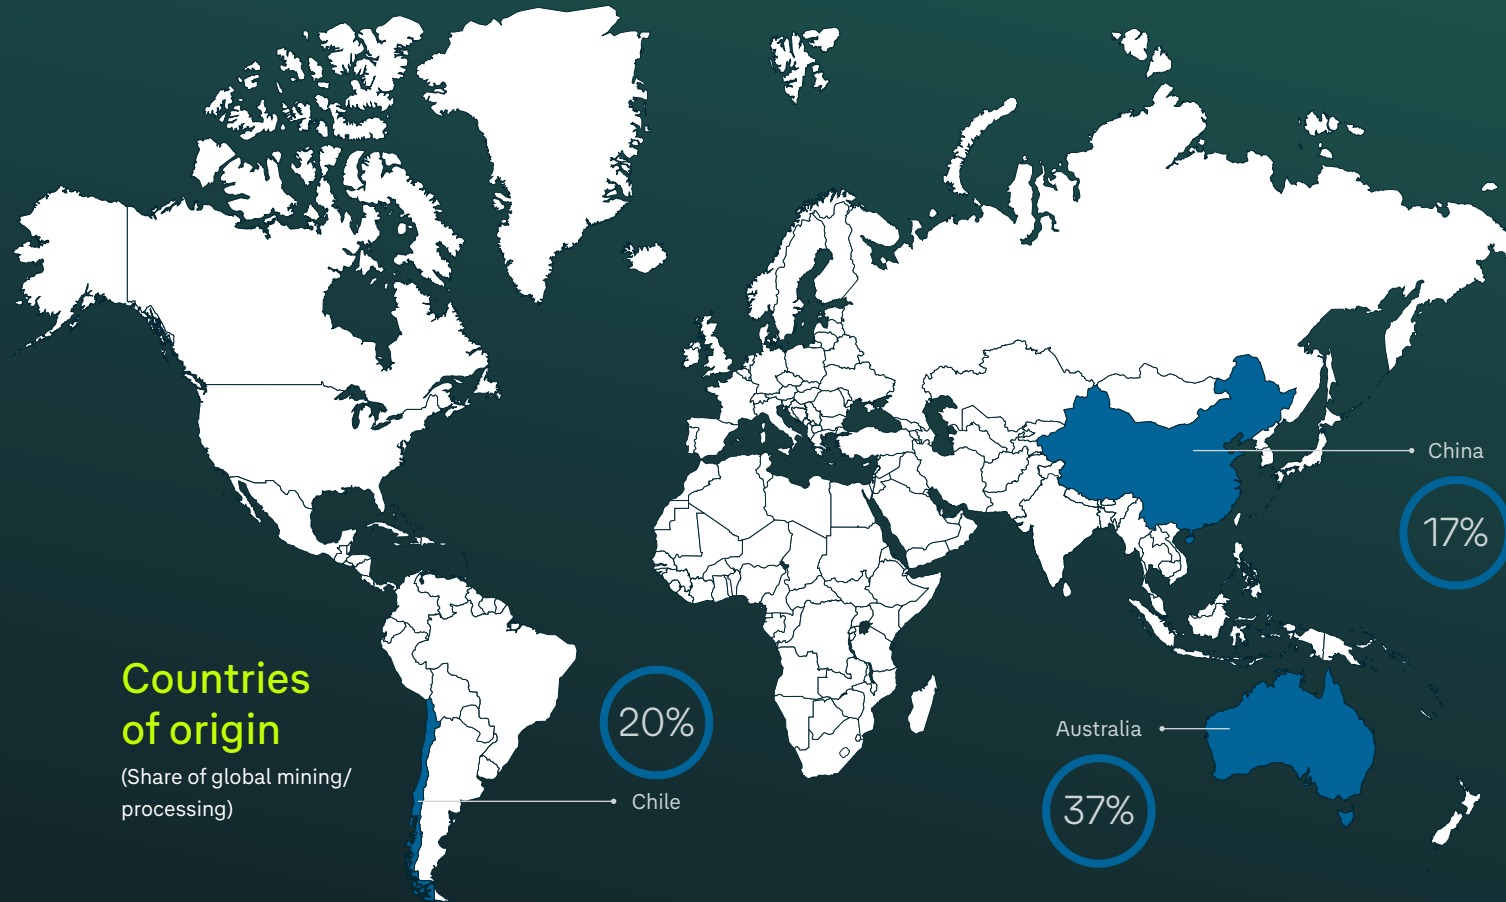 China
17%
Countries
of origin
(Share of global mining/
processing)
20%
Chile
Australia
37%